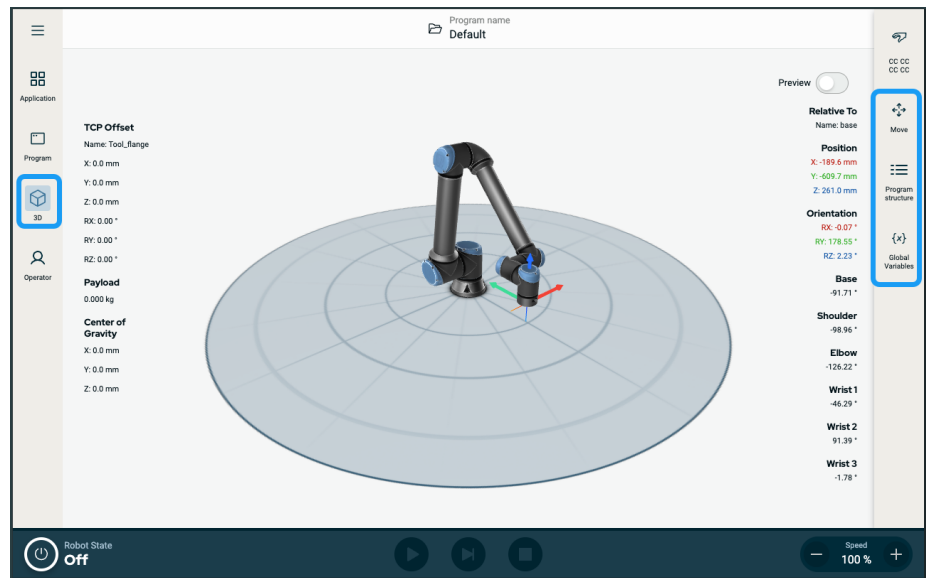 Program name
Default
Application
Program
3D
Operator
TCP Offset
Name: Tool_flange
X: 0.0 mm
Y: 0.0 mm
Z: 0.0 mm
RX: 0.00 °
RY: 0.00 °
RZ: 0.00 °
Payload
0.000 kg
Center of
Gravity
X: 0.0 mm
Y: 0.0 mm
Z: 0.0 mm
Preview
Relative To
Name: base
Position
X: -189.6 mm
Y: -609.7 mm
Z: 261.0 mm
Orientation
RX: -0.07 °
RY: 178.55 °
RZ: 2.23 °
Base
-91.71 °
Shoulder
-98.96 °
Elbow
-126.22 °
Wrist 1
-46.29 °
Wrist 2
91.39 °
Wrist 3
-1.78 °
CC CC
CC CC
Move
Program
structure
{x}
Global
Variables
Robot State
Off
Speed
100 %